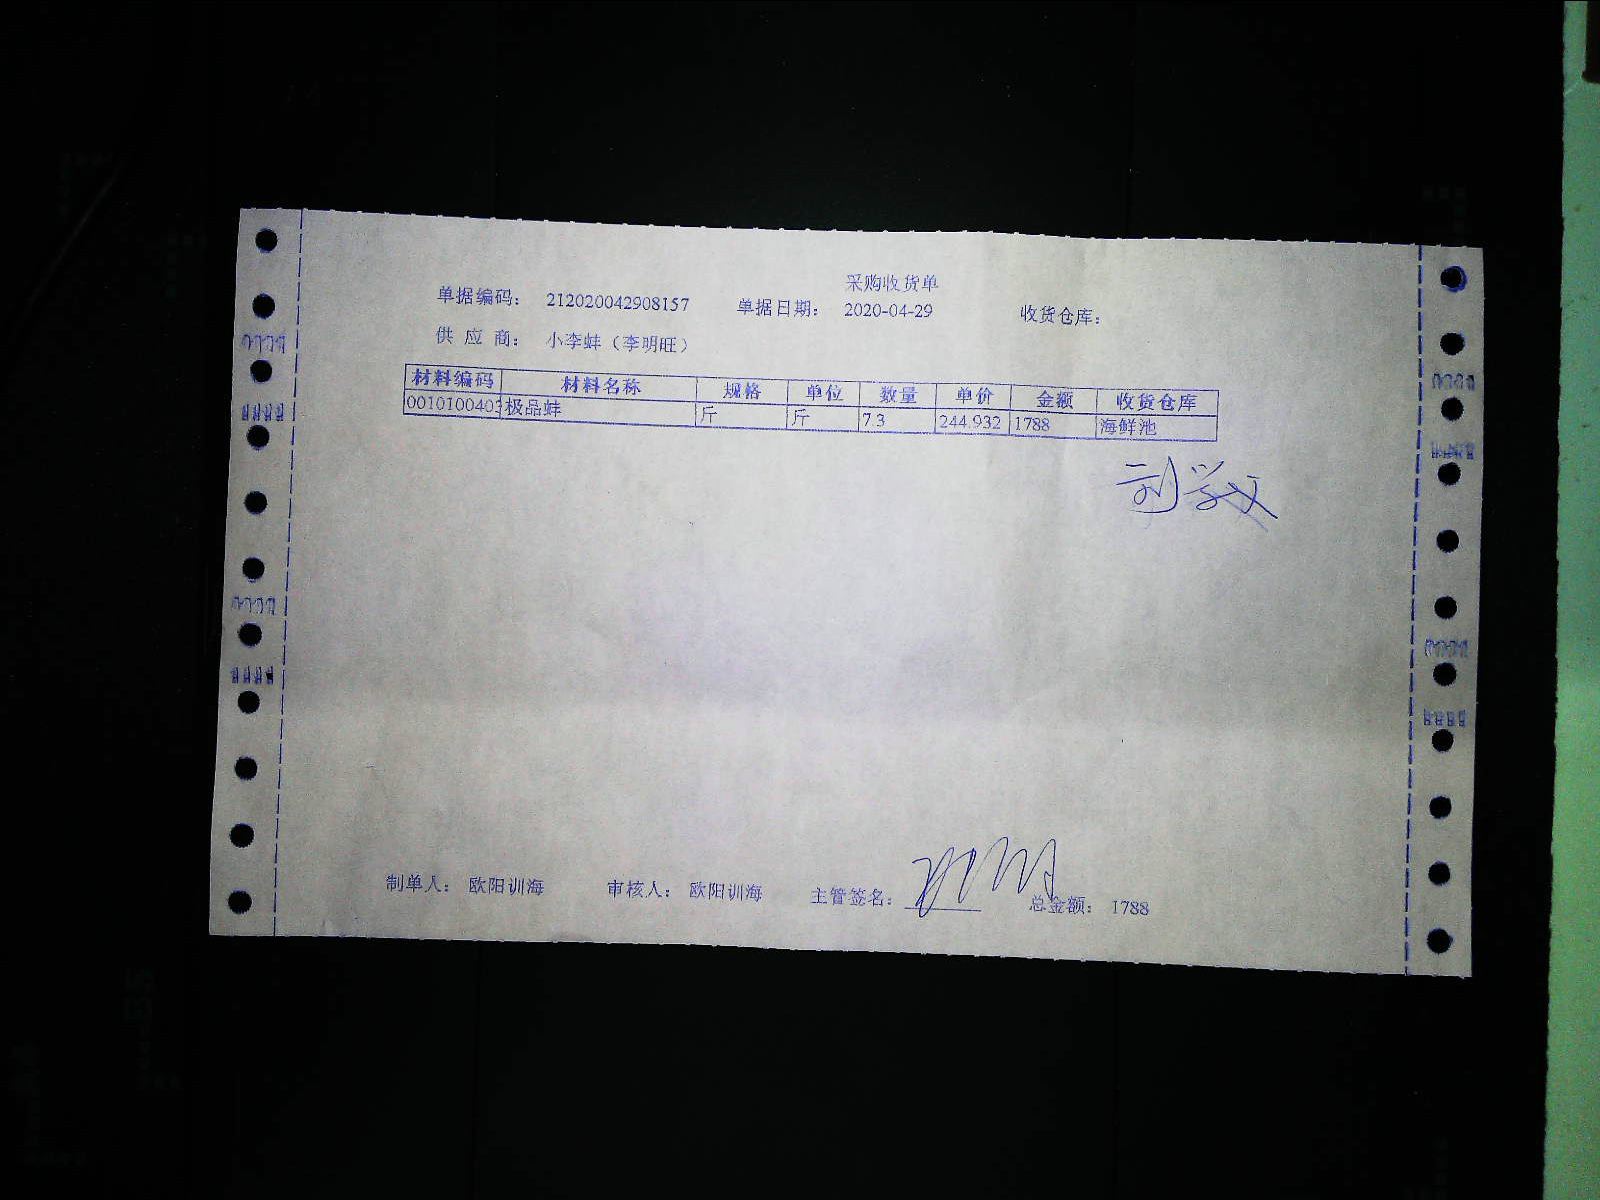 采购收货单
单据编码： 212020042908157 单据日期： 2020-04-29 收货仓库：
供 应 商： 小李蚌（李明旺）
材料编码 材料名称 规格 单位 数量 单价 金额 收货仓库
0010100403 极品蚌 斤 斤 7.3 244.932 1788 海鲜池
刘学文
制单人： 欧阳训海 审核人： 欧阳训海 主管签名： 总金额： 1788